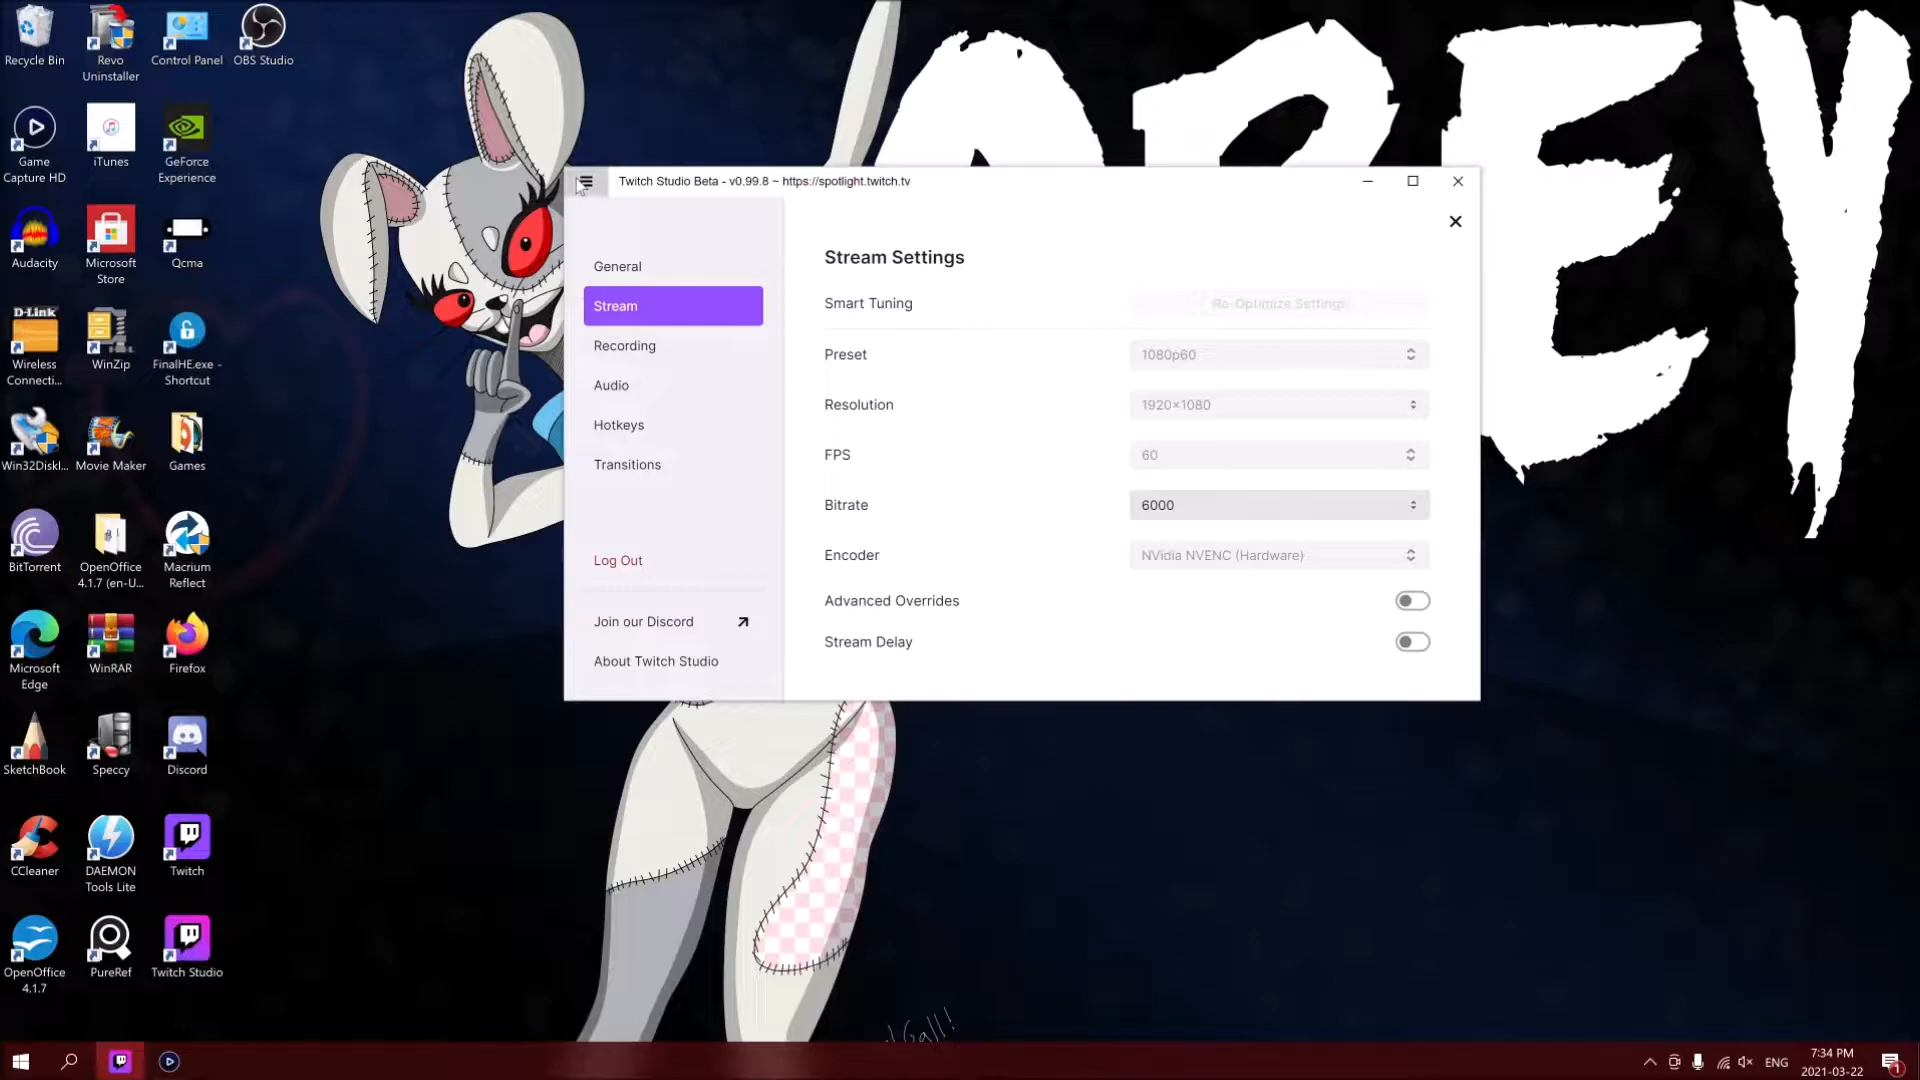 Recycle Bin
Revo
Uninstaller
Control Panel
OBS Studio
Game
Capture HD
iTunes
GeForce
Experience
Audacity
Microsoft
Store
Qcma
D-Link
Wireless
Connecti...
WinZip
FinalHE.exe -
Shortcut
Win32DiskI...
Movie Maker
Games
BitTorrent
OpenOffice
4.1.7 (en-U...
Macrium
Reflect
Microsoft
Edge
WinRAR
Firefox
SketchBook
Speccy
Discord
CCleaner
DAEMON
Tools Lite
Twitch
OpenOffice
4.1.7
PureRef
Twitch Studio
Twitch Studio Beta - v0.99.8 ~ https://spotlight.twitch.tv
General
Stream
Recording
Audio
Hotkeys
Transitions
Log Out
Join our Discord
About Twitch Studio
Stream Settings
Smart Tuning
Re-Optimize Settings
Preset
1080p60
Resolution
1920×1080
FPS
60
Bitrate
6000
Encoder
NVidia NVENC (Hardware)
Advanced Overrides
Stream Delay
ENG
7:34 PM
2021-03-22
1